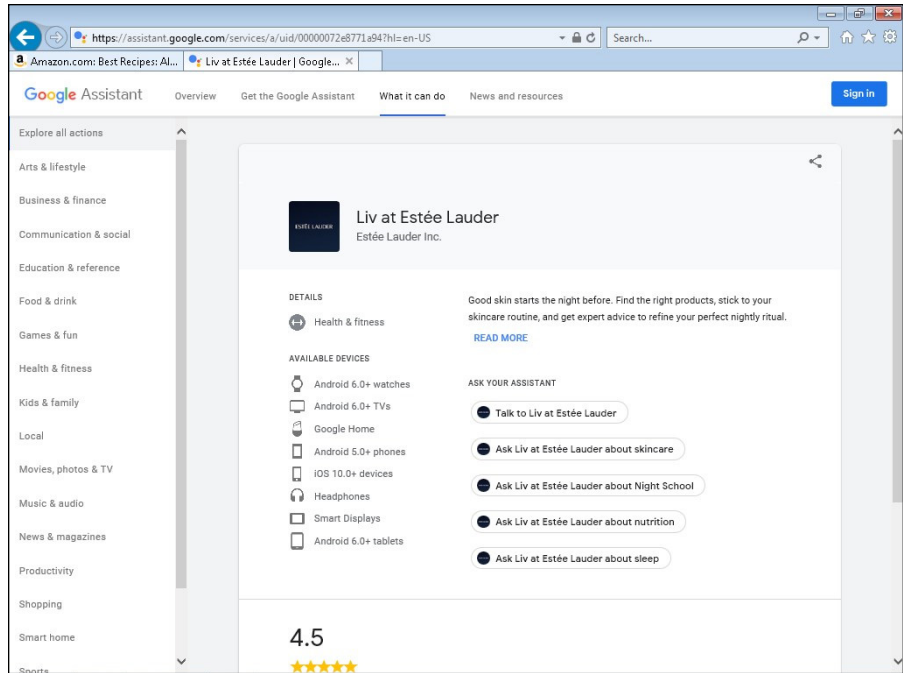 https://assistant.google.com/services/a/uid/00000072e8771a94?hl=en-US
Search...
Amazon.com: Best Recipes: Al...
Liv at Estée Lauder | Google...
Google Assistant
Overview
Get the Google Assistant
What it can do
News and resources
Sign in
Explore all actions
Arts & lifestyle
Business & finance
Communication & social
Education & reference
Food & drink
Games & fun
Health & fitness
Kids & family
Local
Movies, photos & TV
Music & audio
News & magazines
Productivity
Shopping
Smart home
Sports
ESTÉE LAUDER
Liv at Estée Lauder
Estée Lauder Inc.
DETAILS
Health & fitness
AVAILABLE DEVICES
Android 6.0+ watches
Android 6.0+ TVs
Google Home
Android 5.0+ phones
iOS 10.0+ devices
Headphones
Smart Displays
Android 6.0+ tablets
Good skin starts the night before. Find the right products, stick to your
skincare routine, and get expert advice to refine your perfect nightly ritual.
READ MORE
ASK YOUR ASSISTANT
Talk to Liv at Estée Lauder
Ask Liv at Estée Lauder about skincare
Ask Liv at Estée Lauder about Night School
Ask Liv at Estée Lauder about nutrition
Ask Liv at Estée Lauder about sleep
4.5